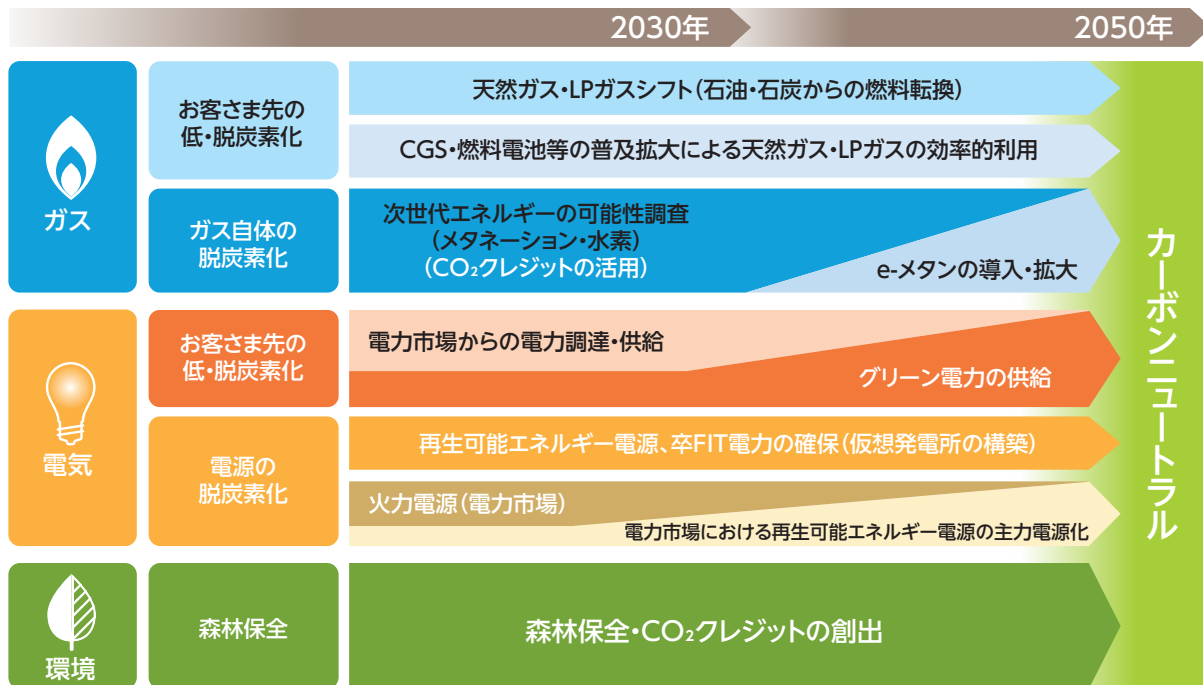 2030年
2050年
ガス
お客さま先の
低・脱炭素化
天然ガス・LPガスシフト（石油・石炭からの燃料転換）
CGS・燃料電池等の普及拡大による天然ガス・LPガスの効率的利用
ガス自体の
脱炭素化
次世代エネルギーの可能性調査
（メタネーション・水素）
（CO₂クレジットの活用）
e-メタンの導入・拡大
電気
お客さま先の
低・脱炭素化
電力市場からの電力調達・供給
グリーン電力の供給
電源の
脱炭素化
再生可能エネルギー電源、卒FIT電力の確保（仮想発電所の構築）
火力電源（電力市場）
電力市場における再生可能エネルギー電源の主力電源化
環境
森林保全
森林保全・CO₂クレジットの創出
カーボンニュートラル